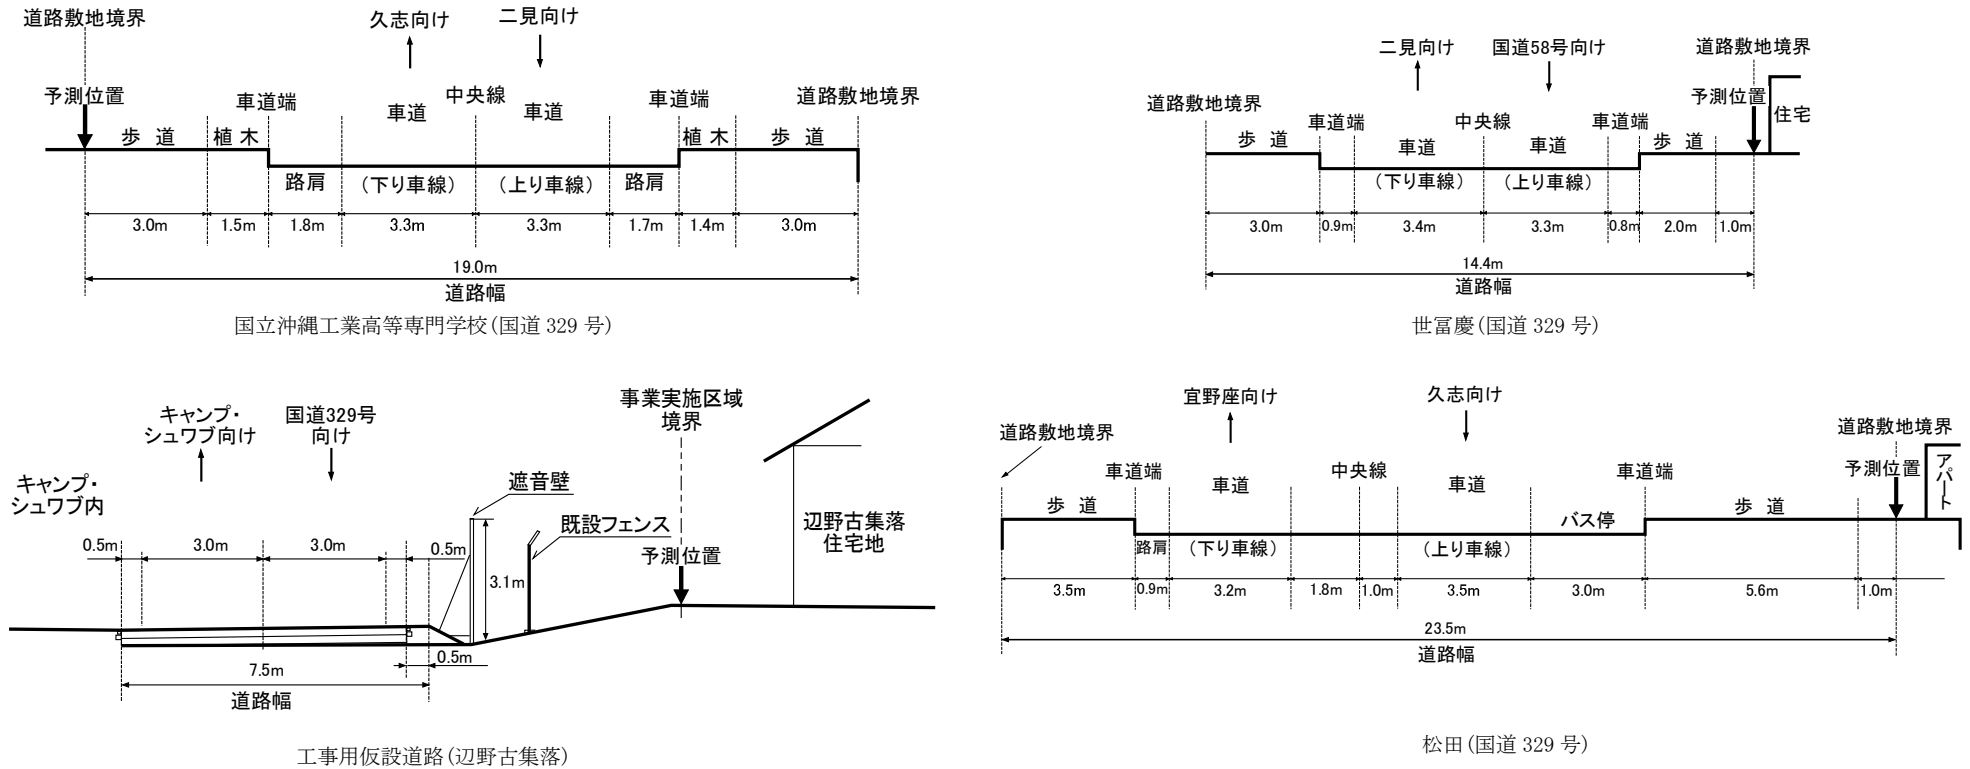 道路敷地境界
久志向け
二見向け
予測位置
車道端
車道
中央線
車道
車道端
道路敷地境界
歩 道
植 木
植 木
歩 道
路肩
(下り車線)
(上り車線)
路肩
3.0m
1.5m
1.8m
3.3m
3.3m
1.7m
1.4m
3.0m
19.0m
道路幅
国立沖縄工業高等専門学校(国道 329 号)
二見向け
国道58号向け
道路敷地境界
道路敷地境界
予測位置
住宅
歩 道
車道端
車道
中央線
車道
車道端
歩 道
(下り車線)
(上り車線)
3.0m
0.9m
3.4m
3.3m
0.8m
2.0m
1.0m
14.4m
道路幅
世冨慶(国道 329 号)
キャンプ・
シュワブ向け
国道329号
向け
事業実施区域
境界
キャンプ・
シュワブ内
遮音壁
既設フェンス
辺野古集落
住宅地
予測位置
0.5m
3.0m
3.0m
0.5m
3.1m
0.5m
7.5m
道路幅
工事用仮設道路(辺野古集落)
宜野座向け
久志向け
道路敷地境界
道路敷地境界
車道端
車道
中央線
車道
車道端
予測位置
アパート
歩 道
バス停
歩 道
路肩
(下り車線)
(上り車線)
3.5m
0.9m
3.2m
1.8m
1.0m
3.5m
3.0m
5.6m
1.0m
23.5m
道路幅
松田(国道 329 号)